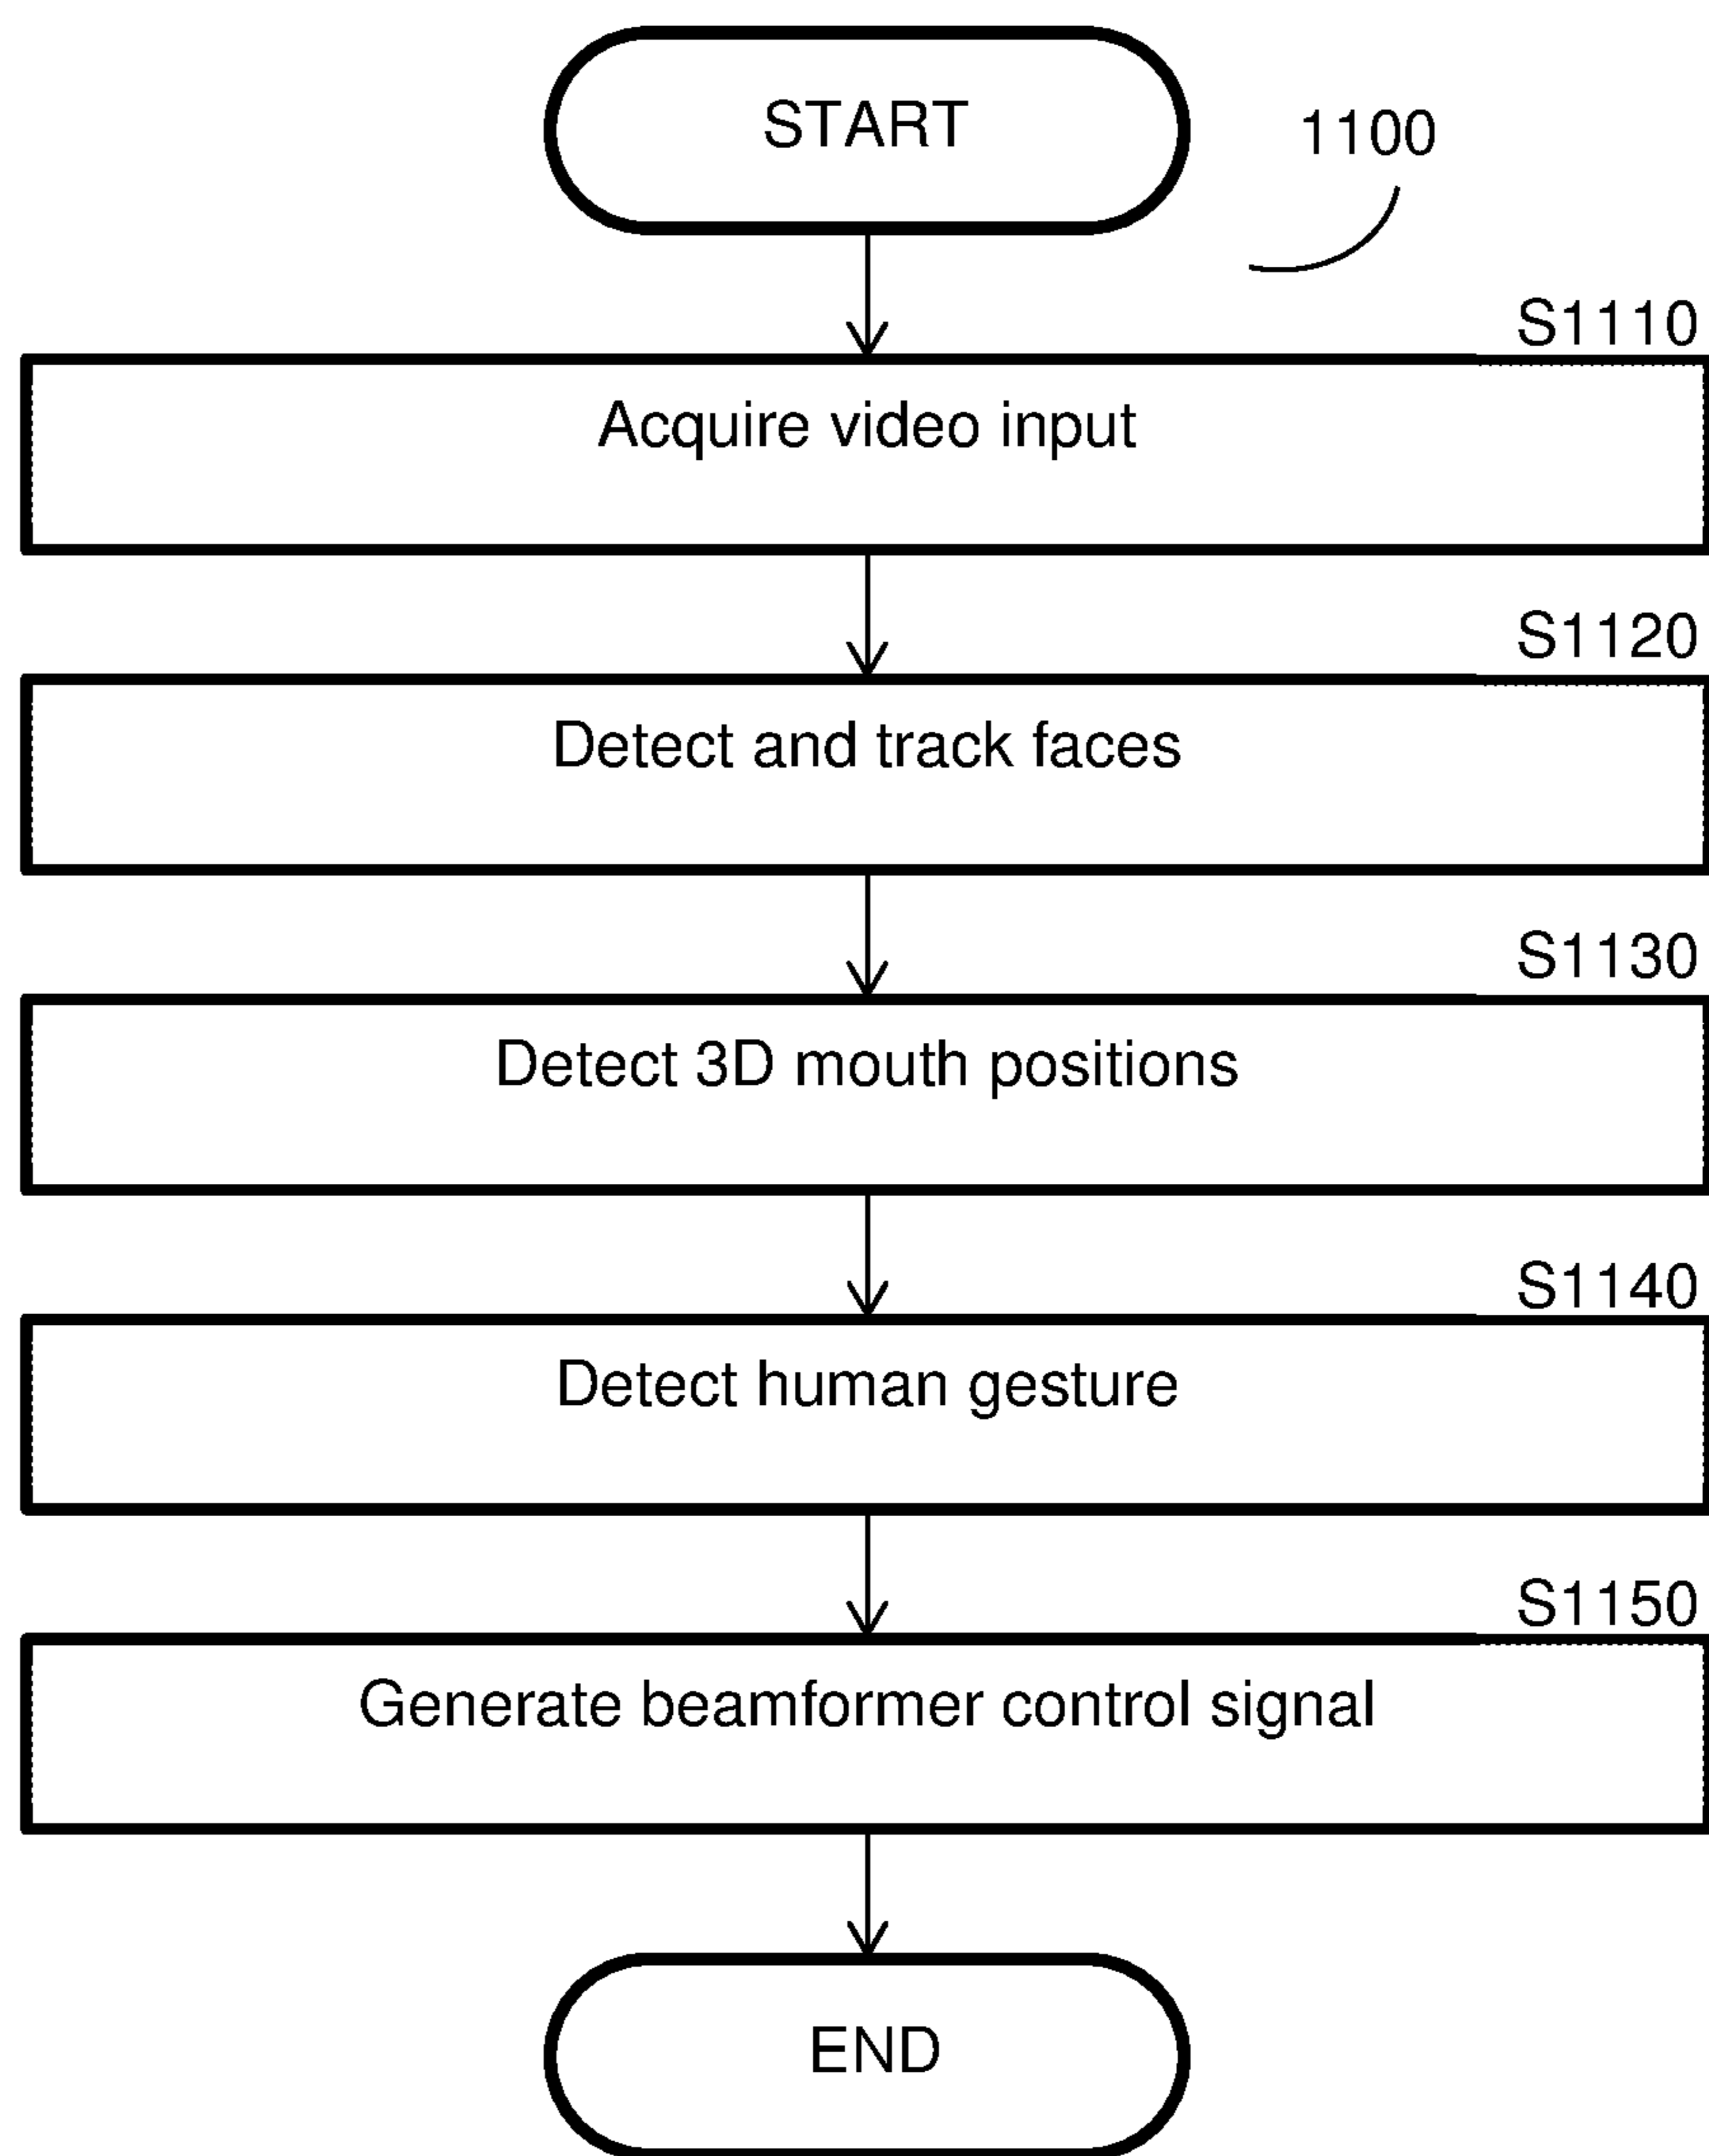 START
1100
S1110
Acquire video input
S1120
Detect and track faces
S1130
Detect 3D mouth positions
S1140
Detect human gesture
S1150
Generate beamformer control signal
END